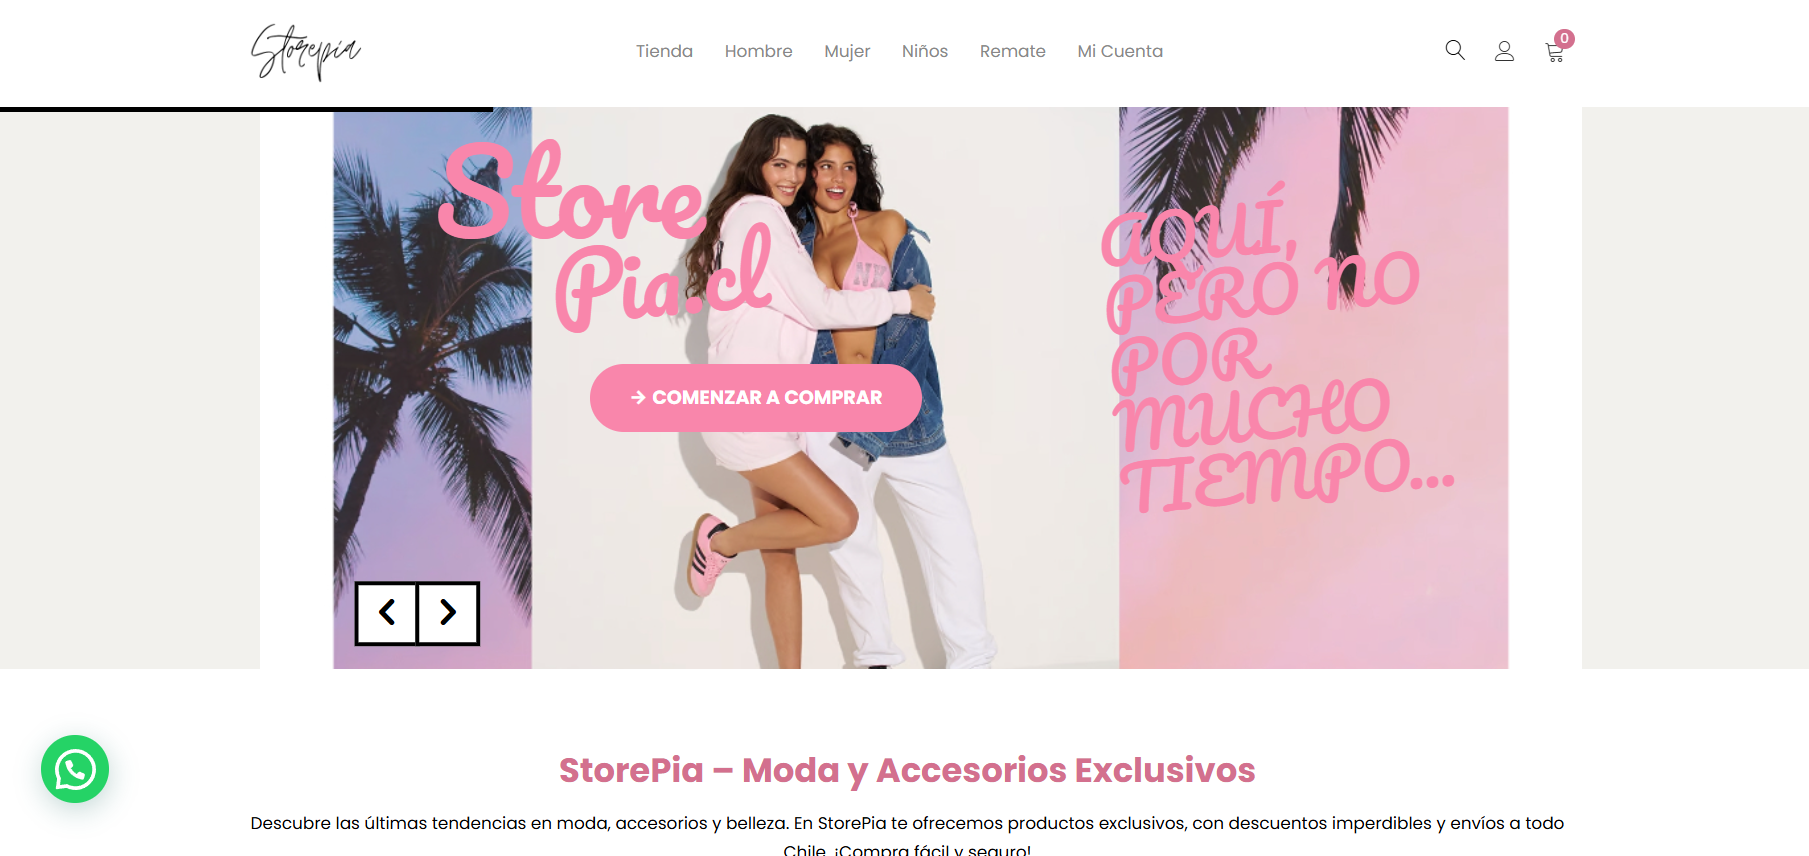 Storepia
Tienda Hombre Mujer Niños Remate Mi Cuenta
0
Store
Pia.cl
→ COMENZAR A COMPRAR
AQUÍ,
PERO NO
POR
MUCHO
TIEMPO...
StorePia – Moda y Accesorios Exclusivos
Descubre las últimas tendencias en moda, accesorios y belleza. En StorePia te ofrecemos productos exclusivos, con descuentos imperdibles y envíos a todo
Chile. ¡Compra fácil y seguro!